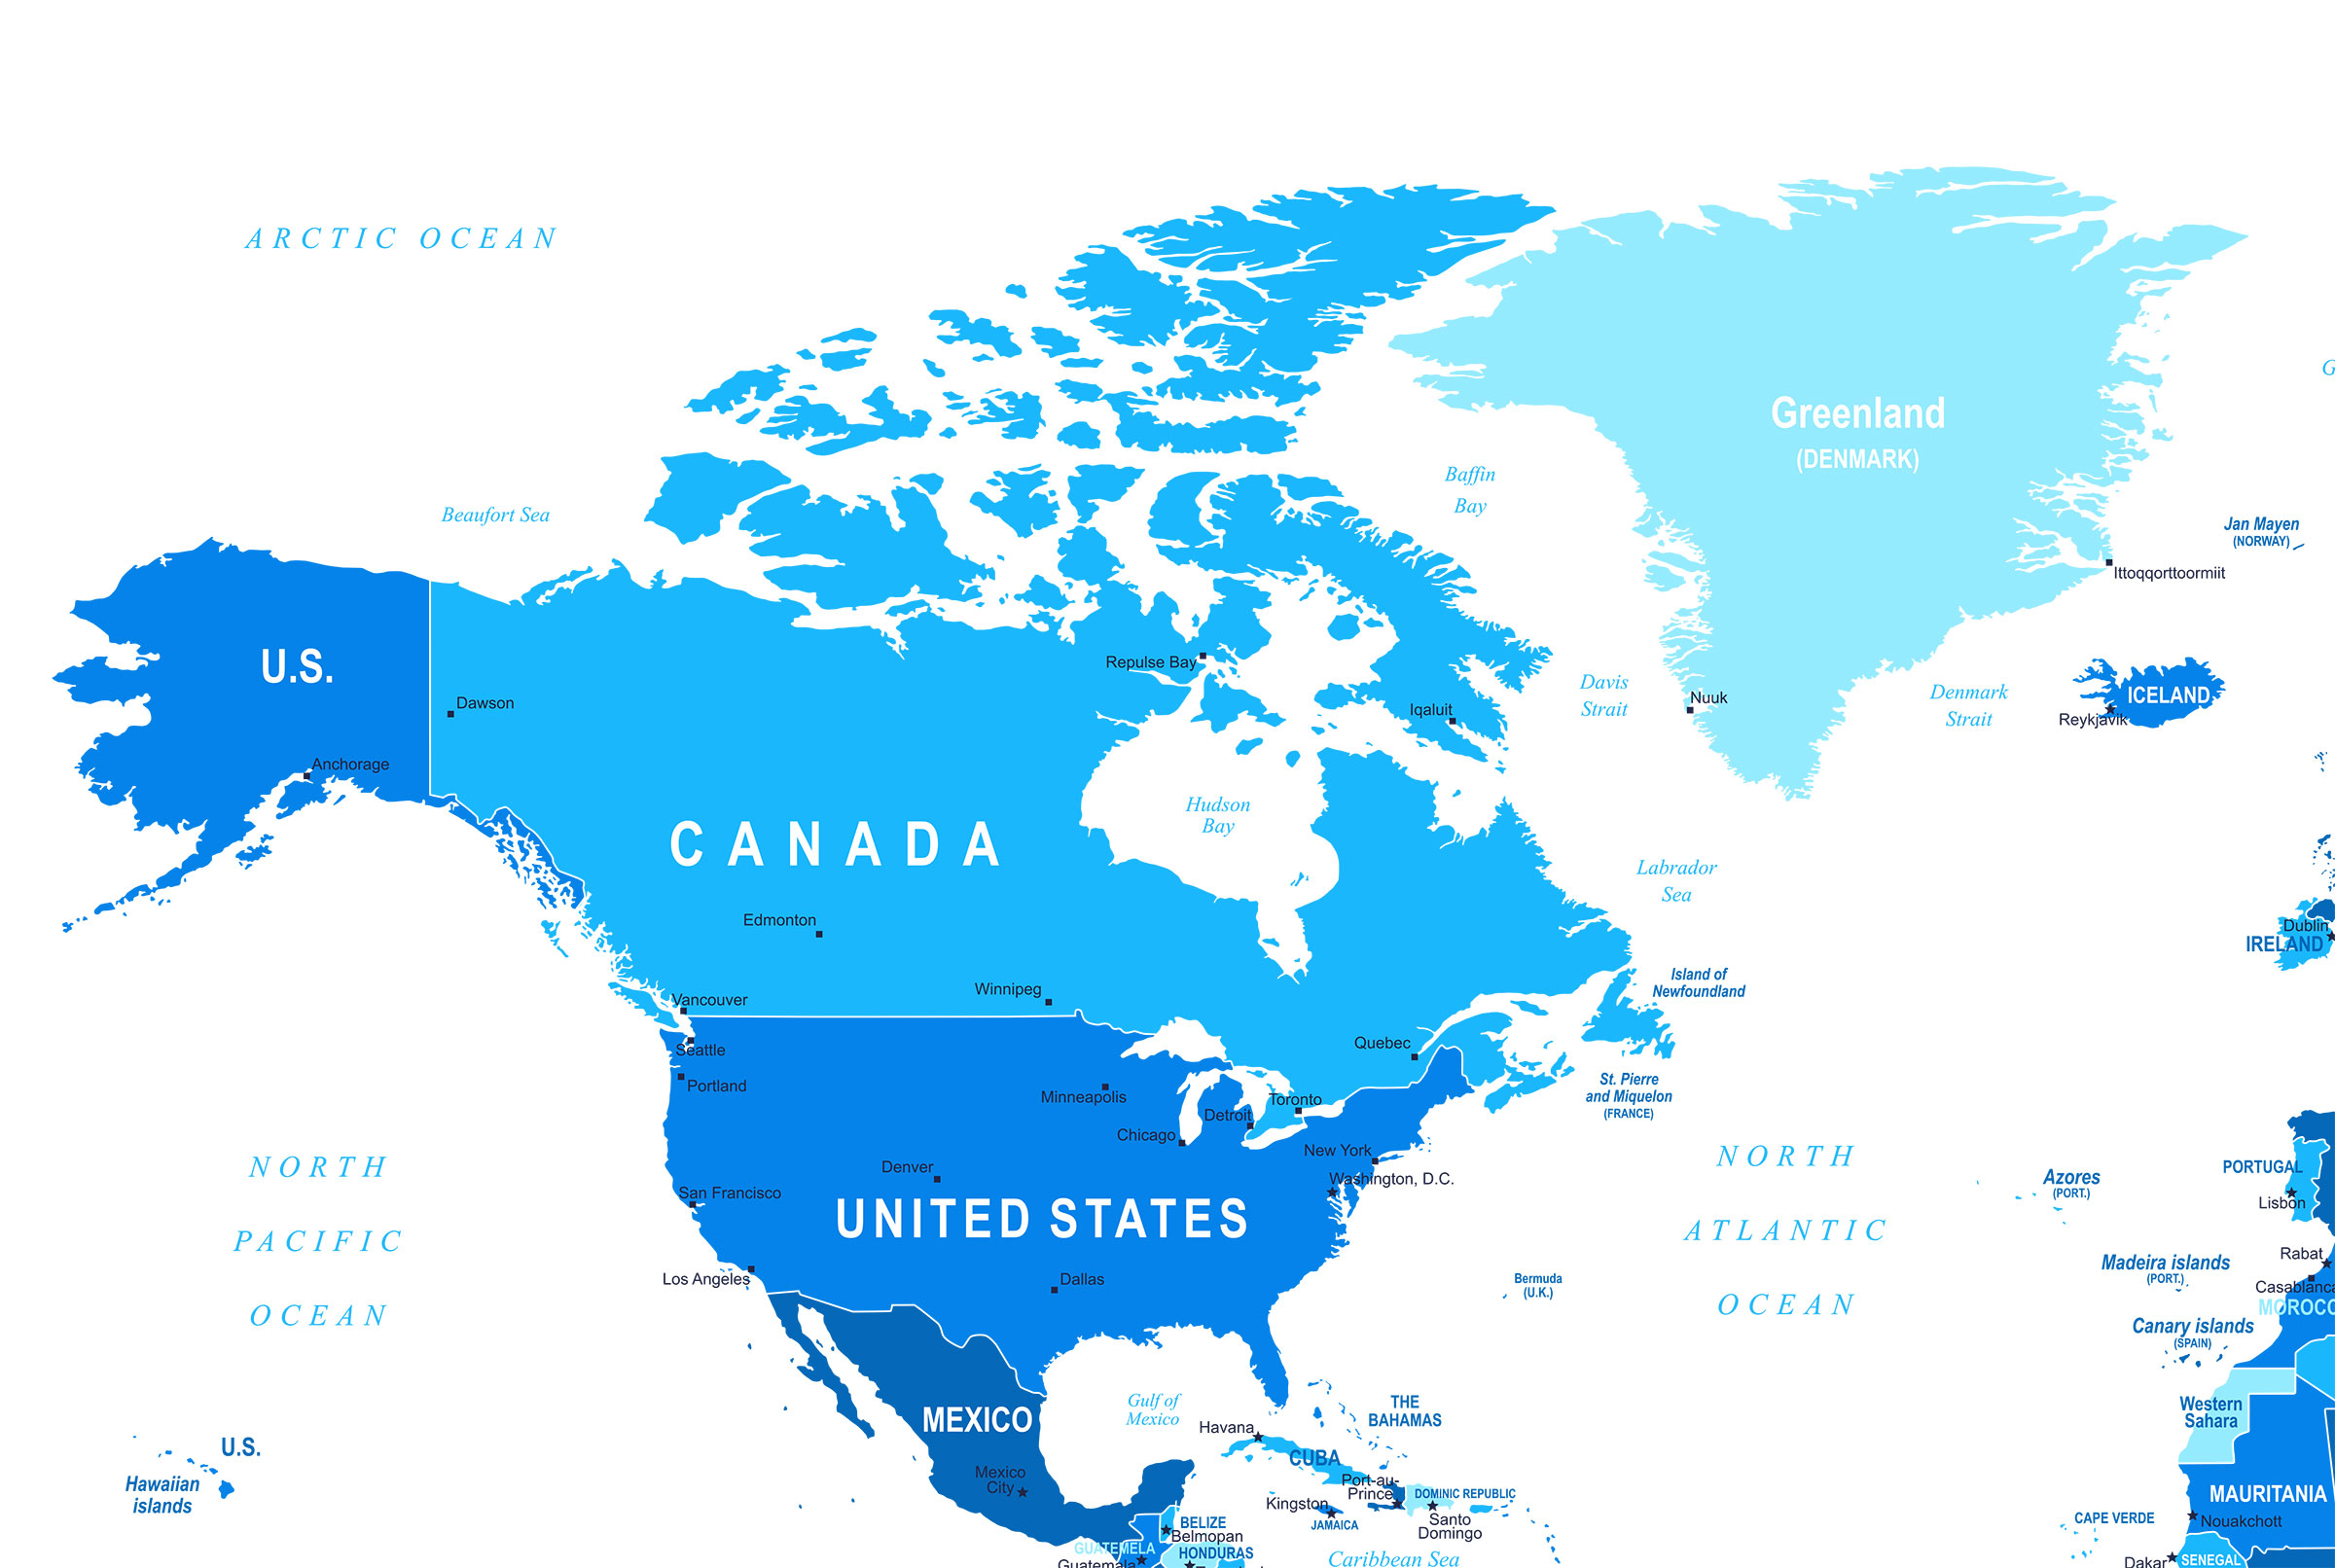 ARCTIC OCEAN
Greenland
(DENMARK)
Baffin
Bay
Beaufort Sea
Jan Mayen
(NORWAY)
Ittoqqortoormiit
U.S.
Repulse Bay
Dawson
Iqaluit
Davis
Strait
Nuuk
Denmark
Strait
ICELAND
Reykjavik
Anchorage
Hudson
Bay
CANADA
Labrador
Sea
Edmonton
Dublin
IRELAND
Island of
Newfoundland
Winnipeg
Vancouver
Seattle
Quebec
Portland
Minneapolis
Toronto
Detroit
Chicago
St. Pierre
and Miquelon
(FRANCE)
New York
Washington, D.C.
Denver
San Francisco
UNITED STATES
NORTH
PACIFIC
OCEAN
NORTH
ATLANTIC
OCEAN
Azores
(PORT.)
PORTUGAL
Lisbon
Rabat
Casablanca
MOROCC
Madeira islands
(PORT.)
Los Angeles
Dallas
Bermuda
(U.K.)
Canary islands
(SPAIN)
Western
Sahara
MEXICO
Gulf of
Mexico
THE
BAHAMAS
Havana
CUBA
U.S.
Hawaiian
islands
Mexico
City
Port-au-
Prince
DOMINIC REPUBLIC
Kingston
JAMAICA
Santo
Domingo
MAURITANIA
Nouakchott
CAPE VERDE
BELIZE
Belmopan
GUATEMELA
HONDURAS
Guatemala
Caribbean Sea
Dakar
SENEGAL
G